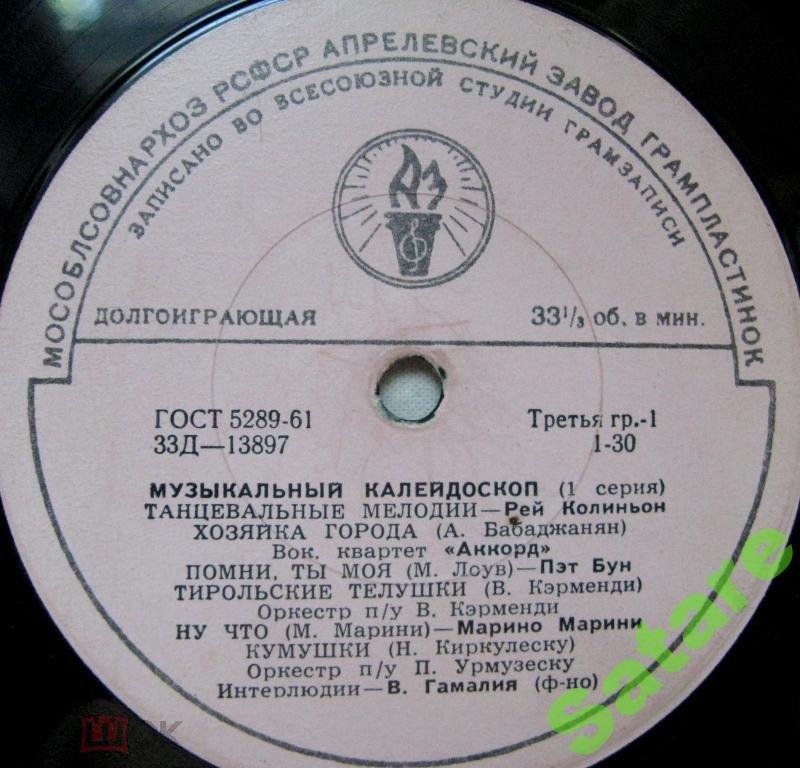 МОСОБЛСОВНАРХОЗ РСФСР АПРЕЛЕВСКИЙ ЗАВОД ГРАМПЛАСТИНОК
ЗАПИСАНО ВО ВСЕСОЮЗНОЙ СТУДИИ ГРАМЗАПИСИ
АЗ
ДОЛГОИГРАЮЩАЯ 33 1/3 об. в мин.
ГОСТ 5289-61 Третья гр.-1
33Д—13897 1-30
МУЗЫКАЛЬНЫЙ КАЛЕЙДОСКОП (1 серия)
ТАНЦЕВАЛЬНЫЕ МЕЛОДИИ—Рей Колиньон
ХОЗЯЙКА ГОРОДА (А. Бабаджанян)
Вок. квартет «Аккорд»
ПОМНИ, ТЫ МОЯ (М. Лоув)—Пэт Бун
ТИРОЛЬСКИЕ ТЕЛУШКИ (В. Кэрменди)
Оркестр п/у В. Кэрменди
НУ ЧТО (М. Марини)—Марино Марини
КУМУШКИ (Н. Киркулеску)
Оркестр п/у П. Урмузеску
Интерлюдии—В. Гамалия (ф-но)
Satare